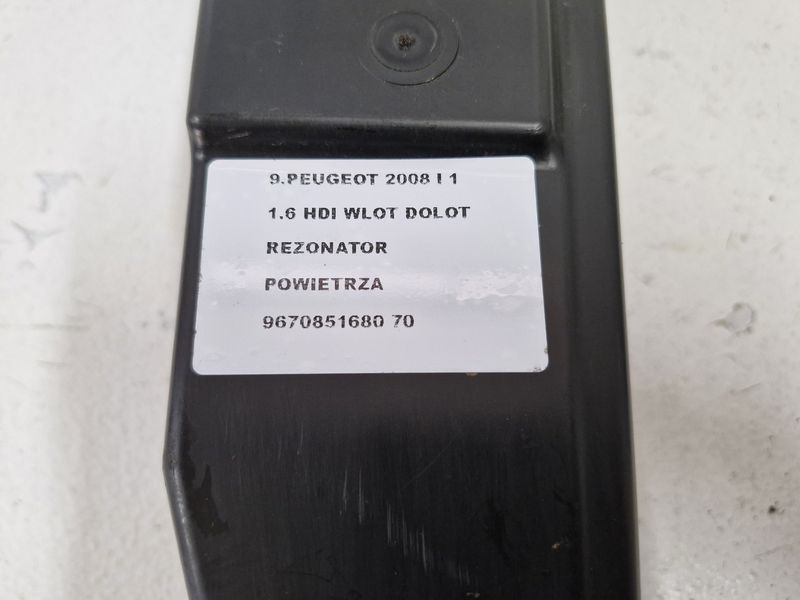 9.PEUGEOT 2008 I 1
1.6 HDI WLOT DOLOT
REZONATOR
POWIETRZA
9670851680 70